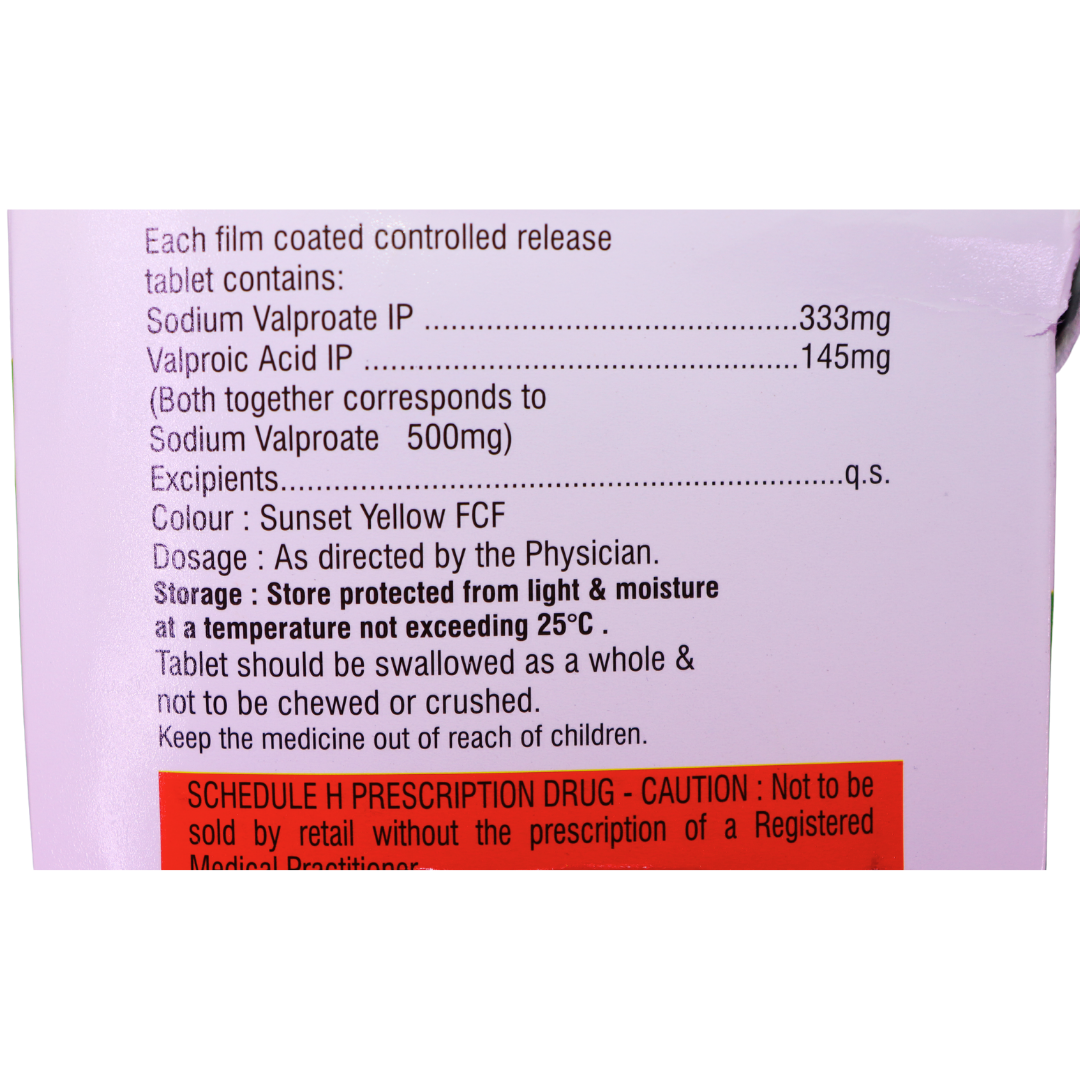 Each film coated controlled release
tablet contains:
Sodium Valproate IP ............................................333mg
Valproic Acid IP ....................................................145mg
(Both together corresponds to
Sodium Valproate 500mg)
Excipients....................................................................q.s.
Colour : Sunset Yellow FCF
Dosage : As directed by the Physician.
Storage : Store protected from light & moisture
at a temperature not exceeding 25°C .
Tablet should be swallowed as a whole &
not to be chewed or crushed.
Keep the medicine out of reach of children.
SCHEDULE H PRESCRIPTION DRUG - CAUTION : Not to be
sold by retail without the prescription of a Registered
Medical Practitioner